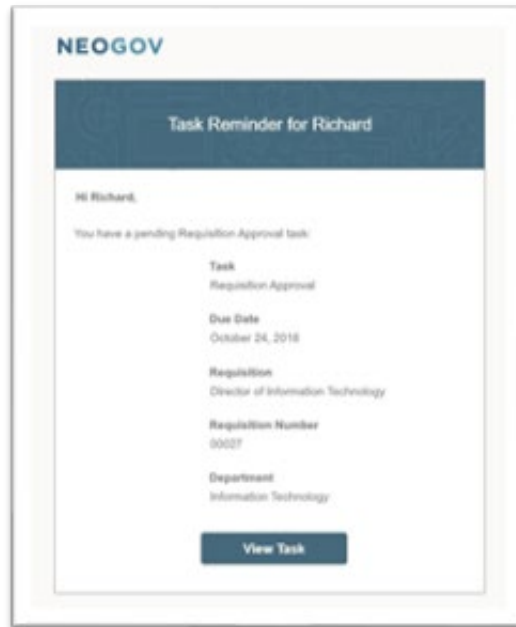 NEOGOV
Task Reminder for Richard
Hi Richard,
You have a pending Requisition Approval task:
Task
Requisition Approval
Due Date
October 24, 2018
Requisition
Director of Information Technology
Requisition Number
00027
Department
Information Technology
View Task